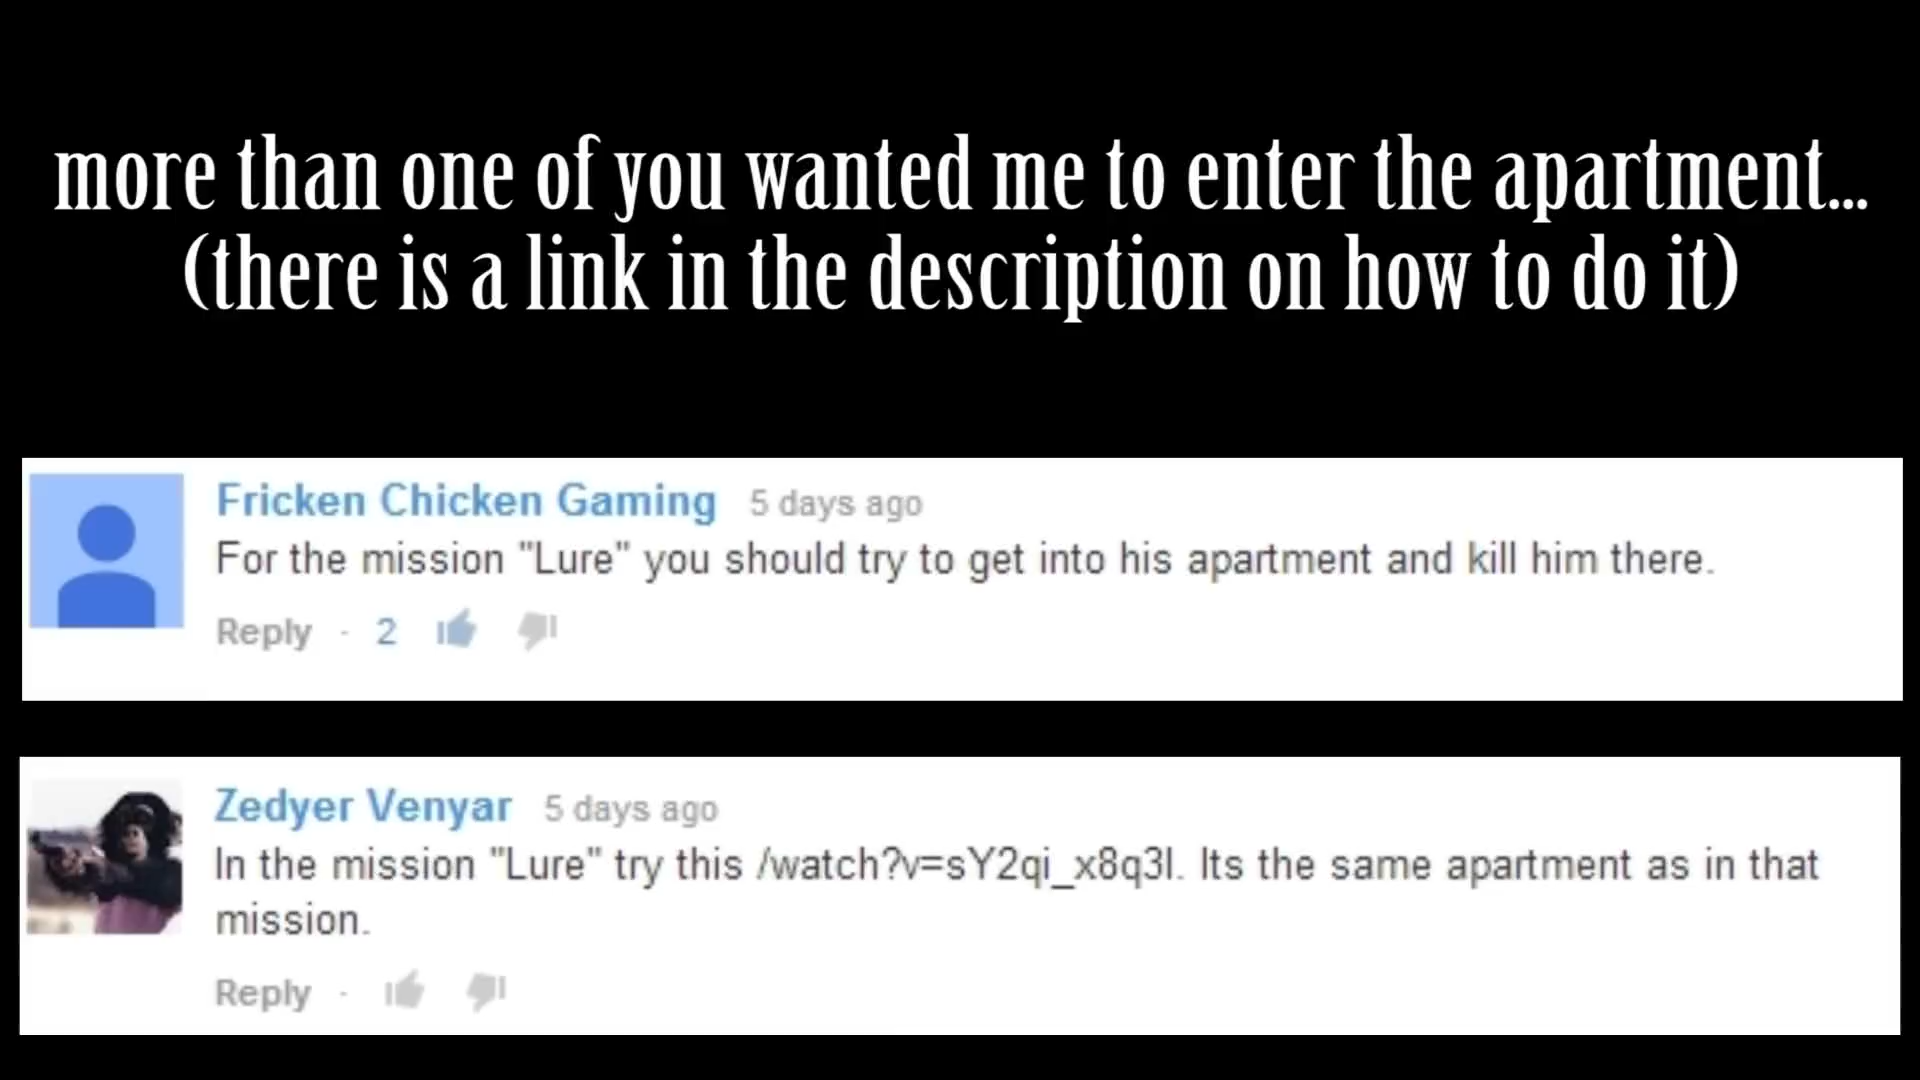 more than one of you wanted me to enter the apartment...
(there is a link in the description on how to do it)
Fricken Chicken Gaming 5 days ago
For the mission "Lure" you should try to get into his apartment and kill him there.
Reply · 2
Zedyer Venyar 5 days ago
In the mission "Lure" try this /watch?v=sY2qi_x8q3I. Its the same apartment as in that
mission.
Reply ·